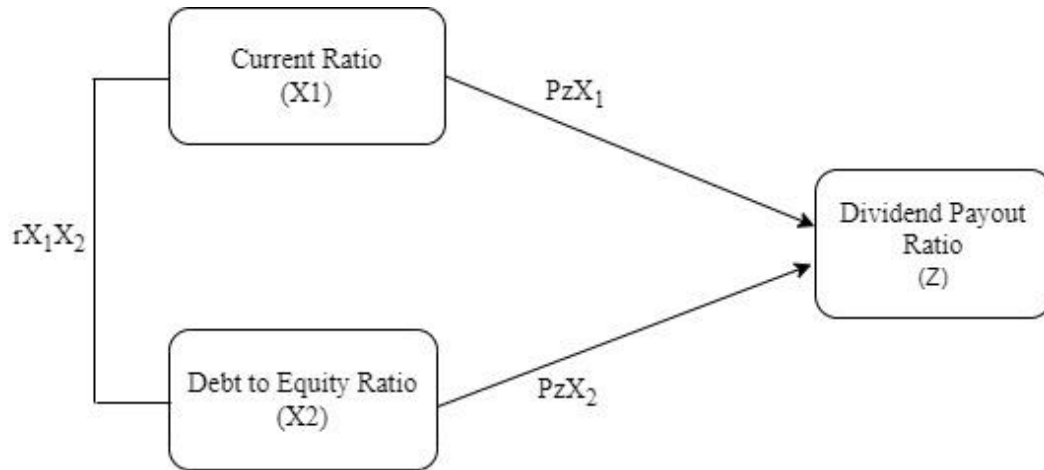 Current Ratio
(X1)
PzX₁
Dividend Payout
Ratio
(Z)
rX₁X₂
Debt to Equity Ratio
(X2)
PzX₂